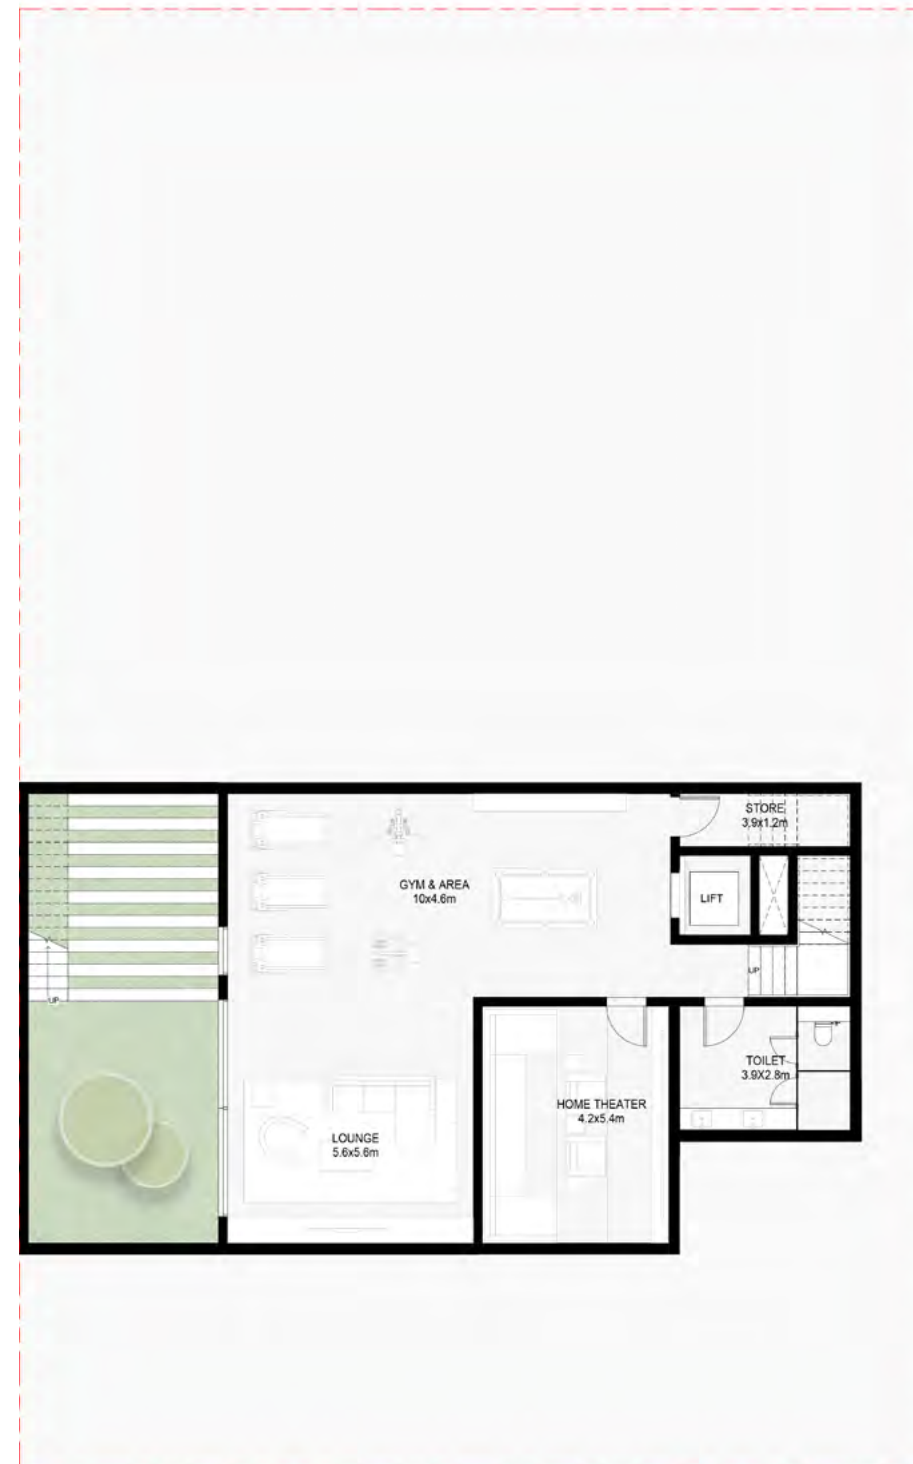 STORE
3.9x1.2m
GYM & AREA
10x4.6m
LIFT
UP
UP
TOILET
3.9X2.8m
HOME THEATER
4.2x5.4m
LOUNGE
5.6x5.6m